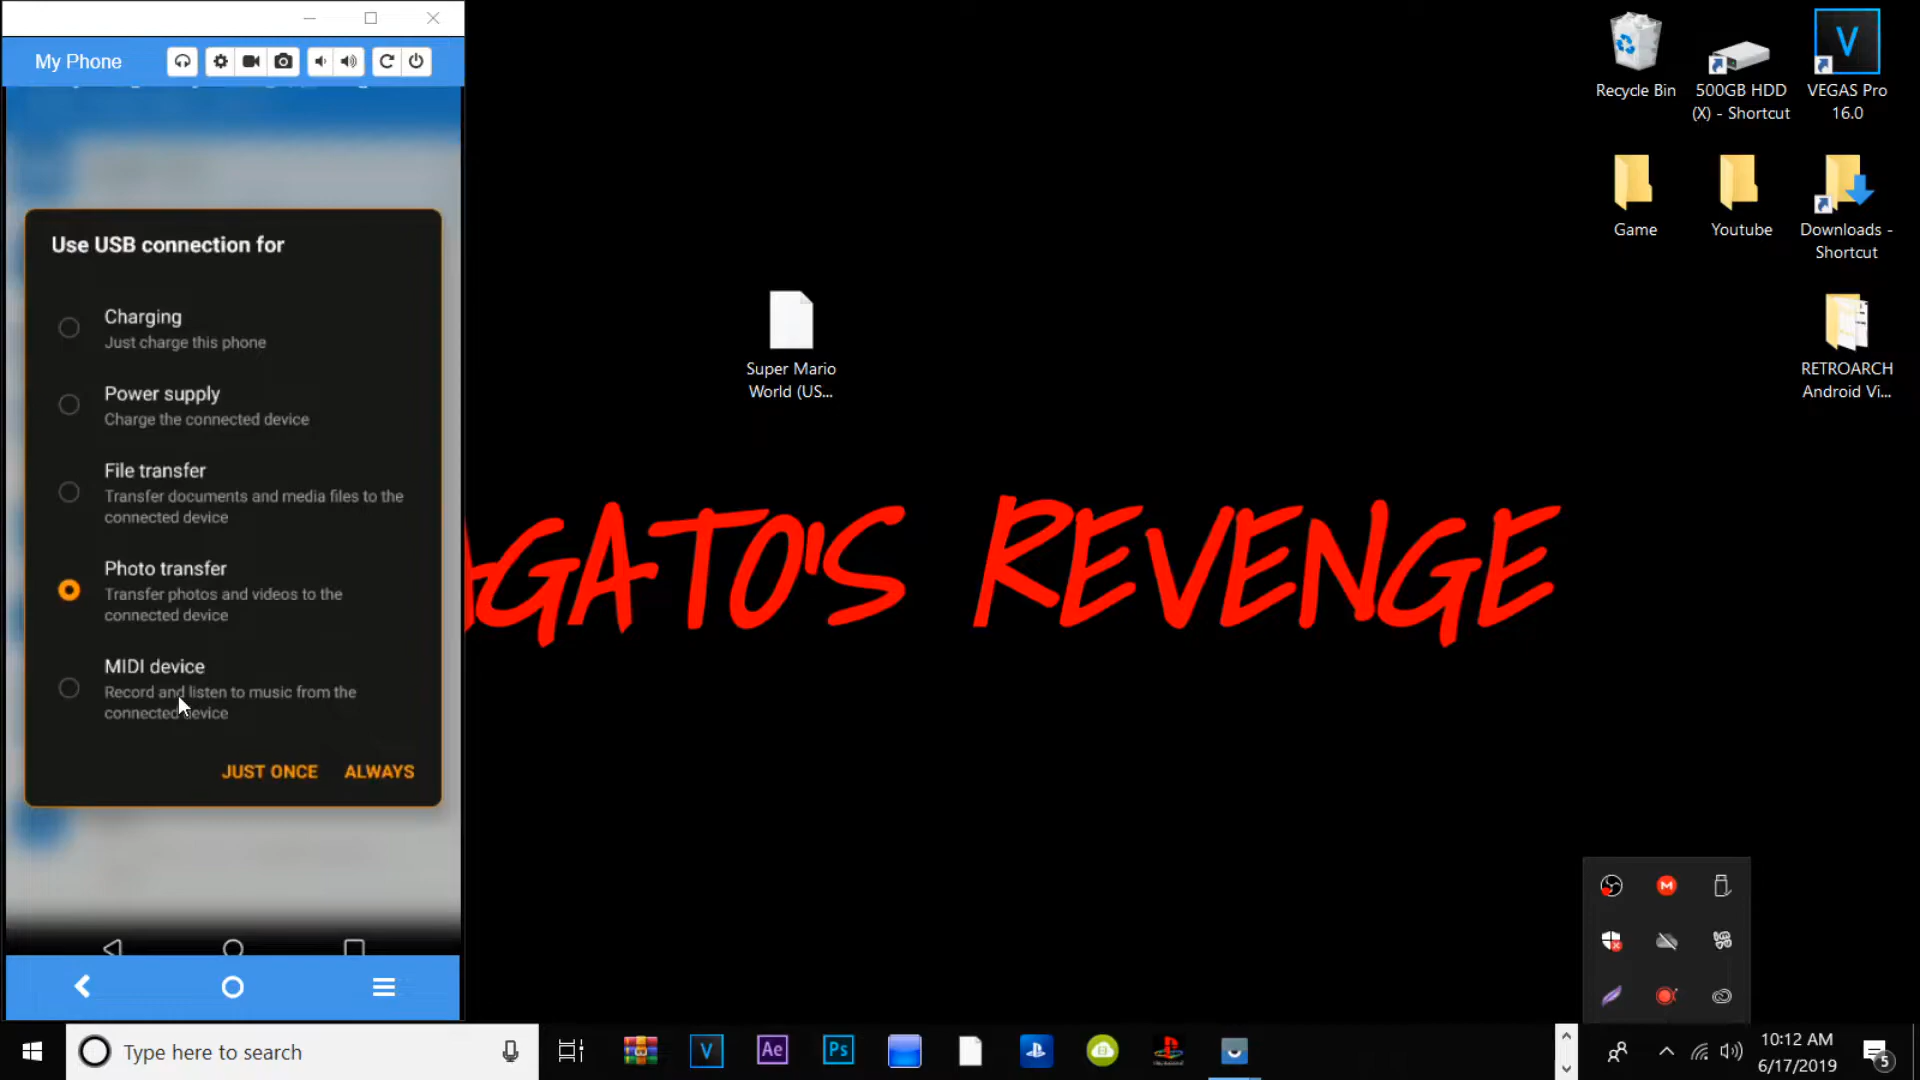 My Phone
Use USB connection for
Charging
Just charge this phone
Power supply
Charge the connected device
File transfer
Transfer documents and media files to the
connected device
Photo transfer
Transfer photos and videos to the
connected device
MIDI device
Record and listen to music from the
connected device
JUST ONCE ALWAYS
Super Mario
World (US...
GATO'S REVENGE
Recycle Bin
500GB HDD
(X) - Shortcut
V
VEGAS Pro
16.0
Game
Youtube
Downloads -
Shortcut
RETROARCH
Android Vi...
M
Type here to search
V
Ae
Ps
10:12 AM
6/17/2019
5